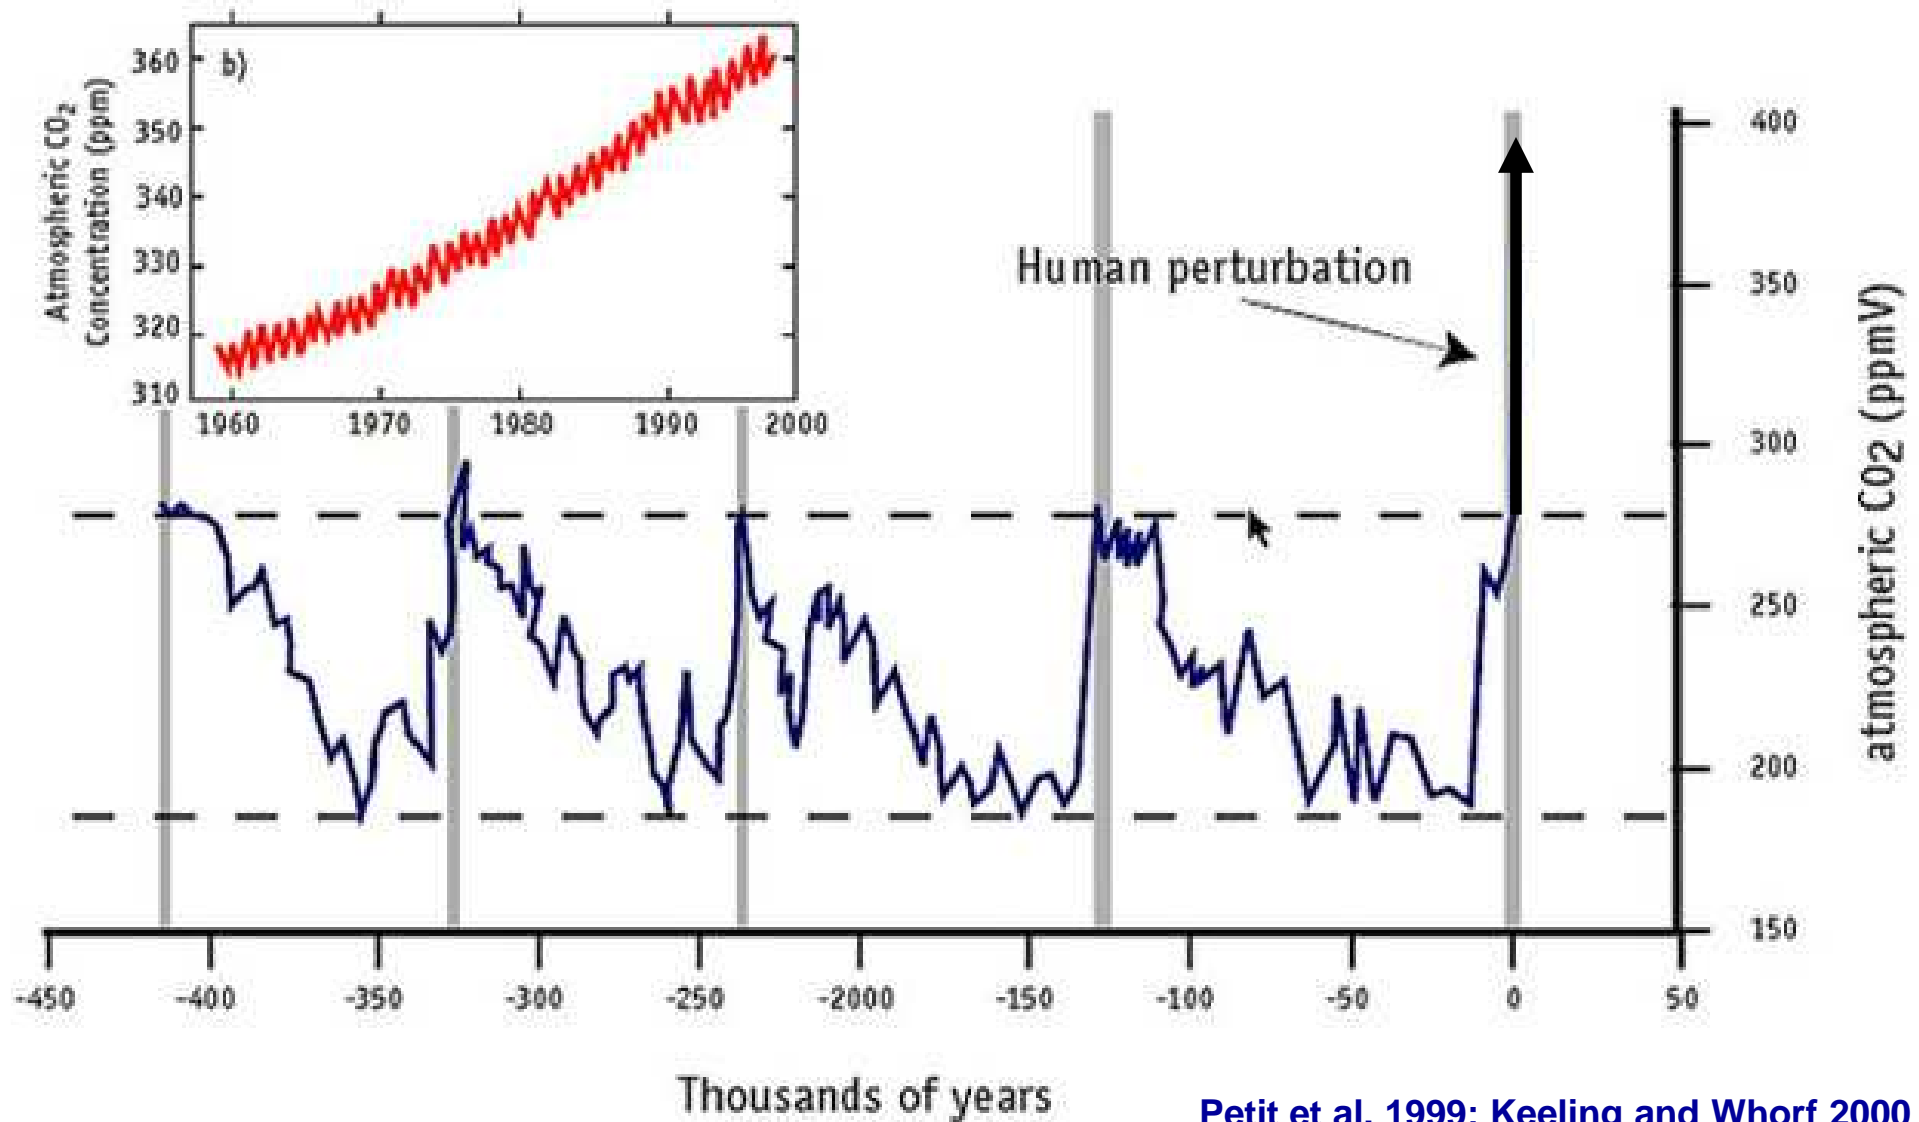 b)
Atmospheric CO2
Concentration (ppm)
360
350
340
330
320
310
1960 1970 1980 1990 2000
Human perturbation
400
350
300
250
200
150
atmospheric CO2 (ppmV)
-450 -400 -350 -300 -250 -2000 -150 -100 -50 0 50
Thousands of years
Petit et al. 1999; Keeling and Whorf 2000